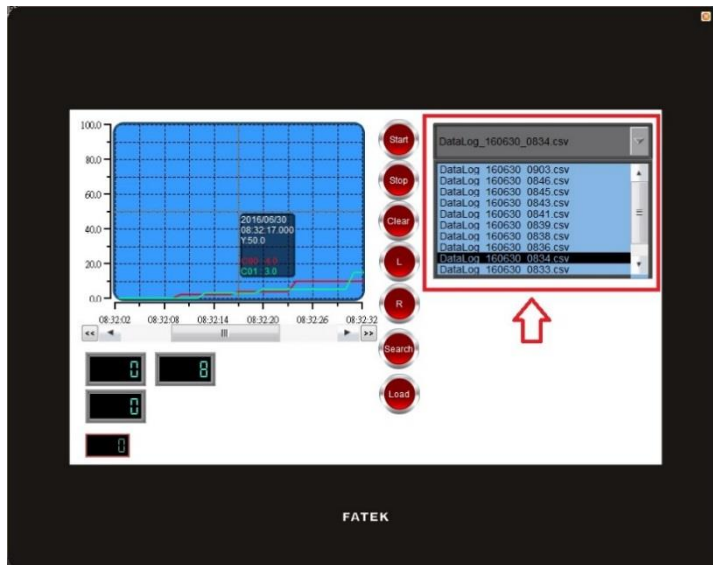 100.0
80.0
60.0
40.0
20.0
0.0
2016/06/30
08:32:17.000
Y:50.0
C00 : 4.0
C01 : 3.0
08:32:02
08:32:08
08:32:14
08:32:20
08:32:26
08:32:32
<<
>>
0
8
0
0
Start
Stop
Clear
L
R
Search
Load
DataLog_160630_0834.csv
DataLog_160630_0903.csv
DataLog_160630_0846.csv
DataLog_160630_0845.csv
DataLog_160630_0843.csv
DataLog_160630_0841.csv
DataLog_160630_0839.csv
DataLog_160630_0838.csv
DataLog_160630_0836.csv
DataLog_160630_0834.csv
DataLog_160630_0833.csv
FATEK